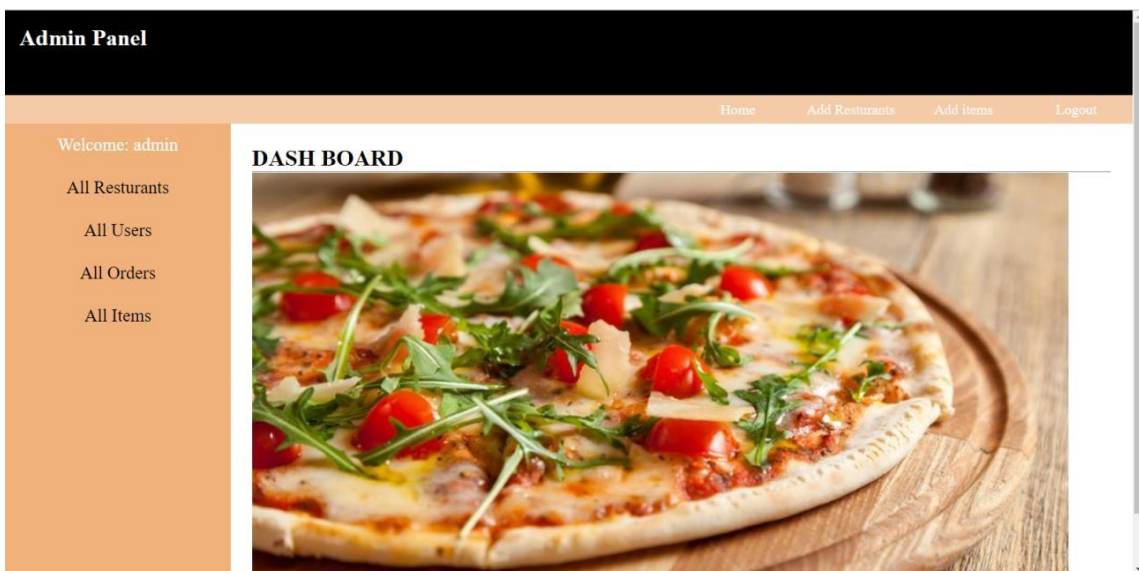 Admin Panel
Home Add Resturants Add items Logout
Welcome: admin
All Resturants
All Users
All Orders
All Items
DASH BOARD